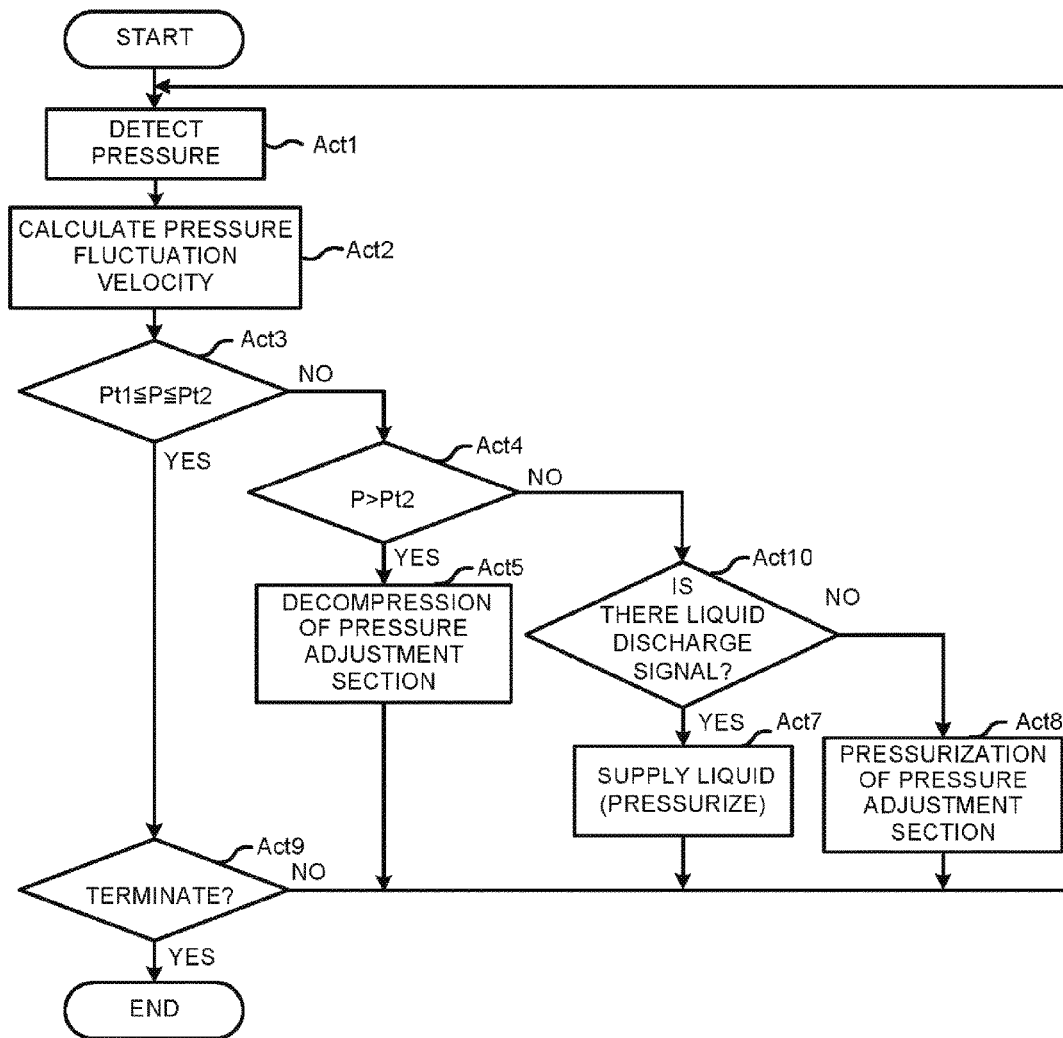 START
DETECT
PRESSURE
Act1
CALCULATE PRESSURE
FLUCTUATION
VELOCITY
Act2
Act3
Pt1≦P≦Pt2
NO
YES
Act4
P>Pt2
NO
YES
Act5
DECOMPRESSION
OF PRESSURE
ADJUSTMENT
SECTION
Act10
IS
THERE LIQUID
DISCHARGE
SIGNAL?
NO
YES
Act7
SUPPLY LIQUID
(PRESSURIZE)
Act8
PRESSURIZATION
OF PRESSURE
ADJUSTMENT
SECTION
Act9
TERMINATE?
NO
YES
END